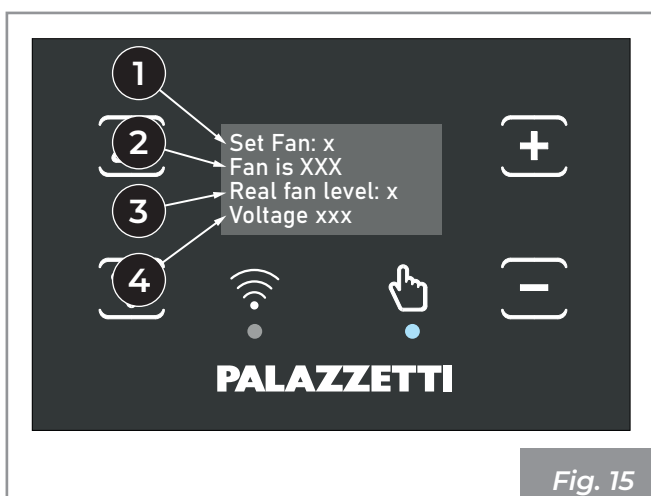 1
2
3
4
Set Fan: x
Fan is XXX
Real fan level: x
Voltage xxx
+
−
PALAZZETTI
Fig. 15